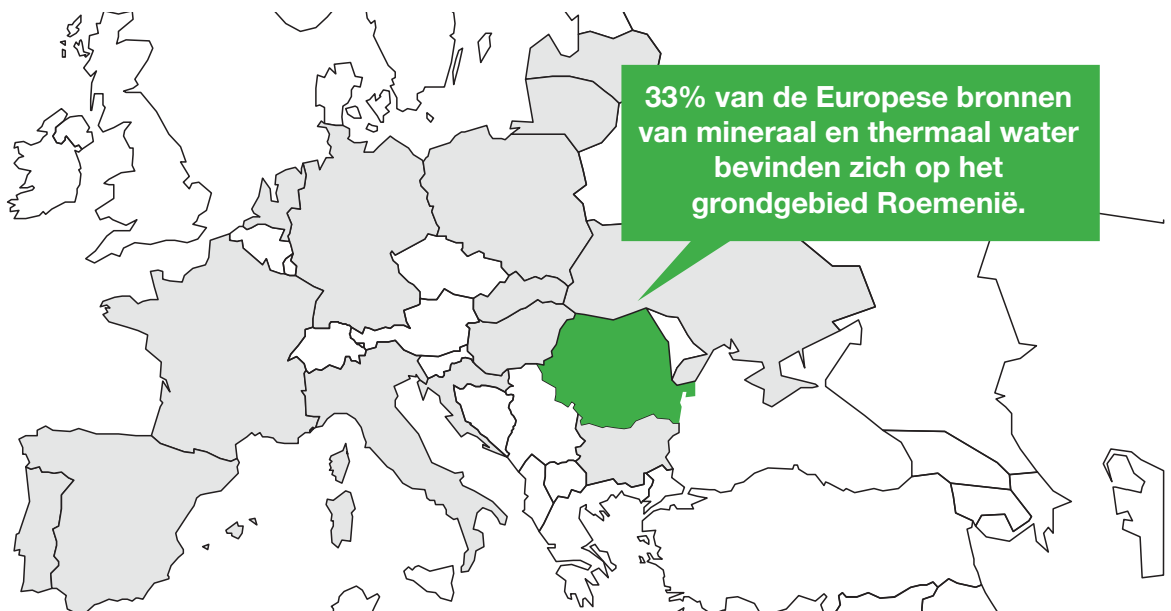 33% van de Europese bronnen
van mineraal en thermaal water
bevinden zich op het
grondgebied Roemenië.